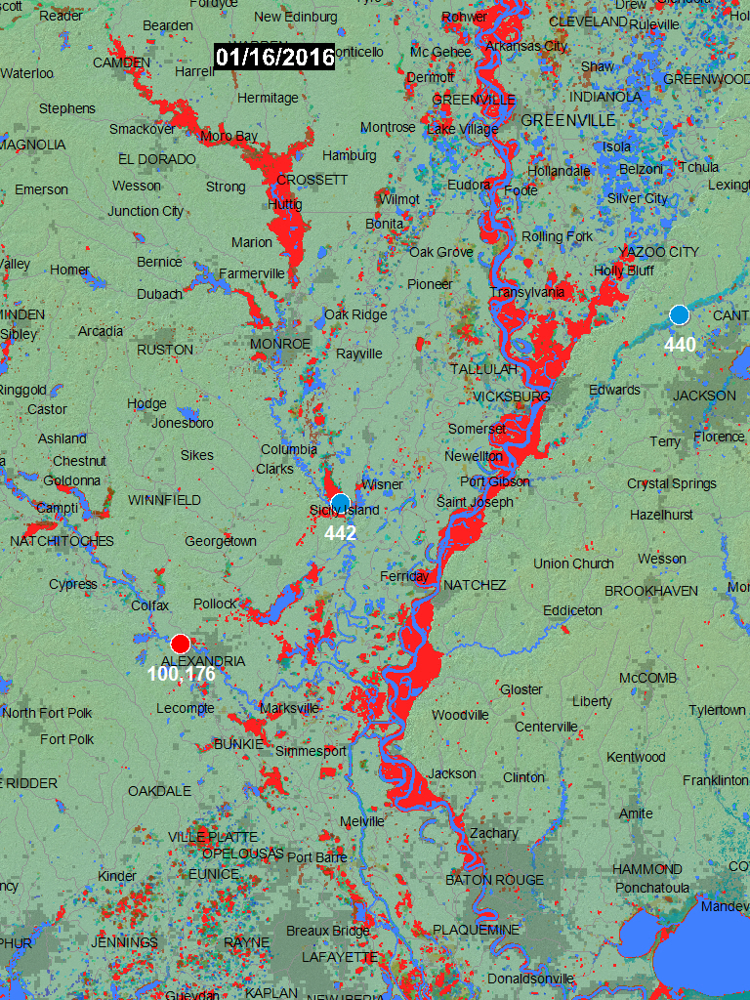 Fordyce
Reader
New Edinburg
Rohwer
Drew
Bearden
CLEVELAND
Ruleville
01/16/2016
Mc Gehee
Arkansas City
CAMDEN
Harrell
Waterloo
Dermott
Shaw
GREENWOOD
Hermitage
GREENVILLE
INDIANOLA
Stephens
Smackover
Moro Bay
Montrose
Lake Village
GREENVILLE
MAGNOLIA
EL DORADO
Hamburg
Isola
Emerson
Wesson
Strong
CROSSETT
Eudora
Hollandale
Belzoni
Tchula
Foote
Junction City
Huttig
Wilmot
Silver City
Bonita
Marion
Rolling Fork
Homer
Bernice
Oak Grove
YAZOO CITY
Farmerville
Holly Bluff
Dubach
Pioneer
Transylvania
Oak Ridge
Sibley
Arcadia
440
RUSTON
MONROE
Rayville
TALLULAH
Ringgold
Castor
Hodge
VICKSBURG
Edwards
JACKSON
Jonesboro
Somerset
Ashland
Terry
Florence
Chestnut
Sikes
Columbia
Newellton
Goldonna
Clarks
Wisner
Port Gibson
Crystal Springs
Campti
WINNFIELD
Sicily Island
Saint Joseph
Hazelhurst
NATCHITOCHES
Georgetown
442
Union Church
Wesson
Cypress
Ferriday
NATCHEZ
BROOKHAVEN
Colfax
Pollock
Eddiceton
ALEXANDRIA
100,176
McCOMB
Gloster
Liberty
Lecompte
Marksville
North Fort Polk
Woodville
Tylertown
Centerville
Fort Polk
BUNKIE
Simmesport
Kentwood
Jackson
Clinton
Franklinton
OAKDALE
Amite
Melville
Zachary
VILLE PLATTE
OPELOUSAS
Port Barre
EUNICE
HAMMOND
Kinder
BATON ROUGE
Ponchatoula
Breaux Bridge
PLAQUEMINE
JENNINGS
RAYNE
LAFAYETTE
Donaldsonville
Gueydan
KAPLAN
NEW IBERIA